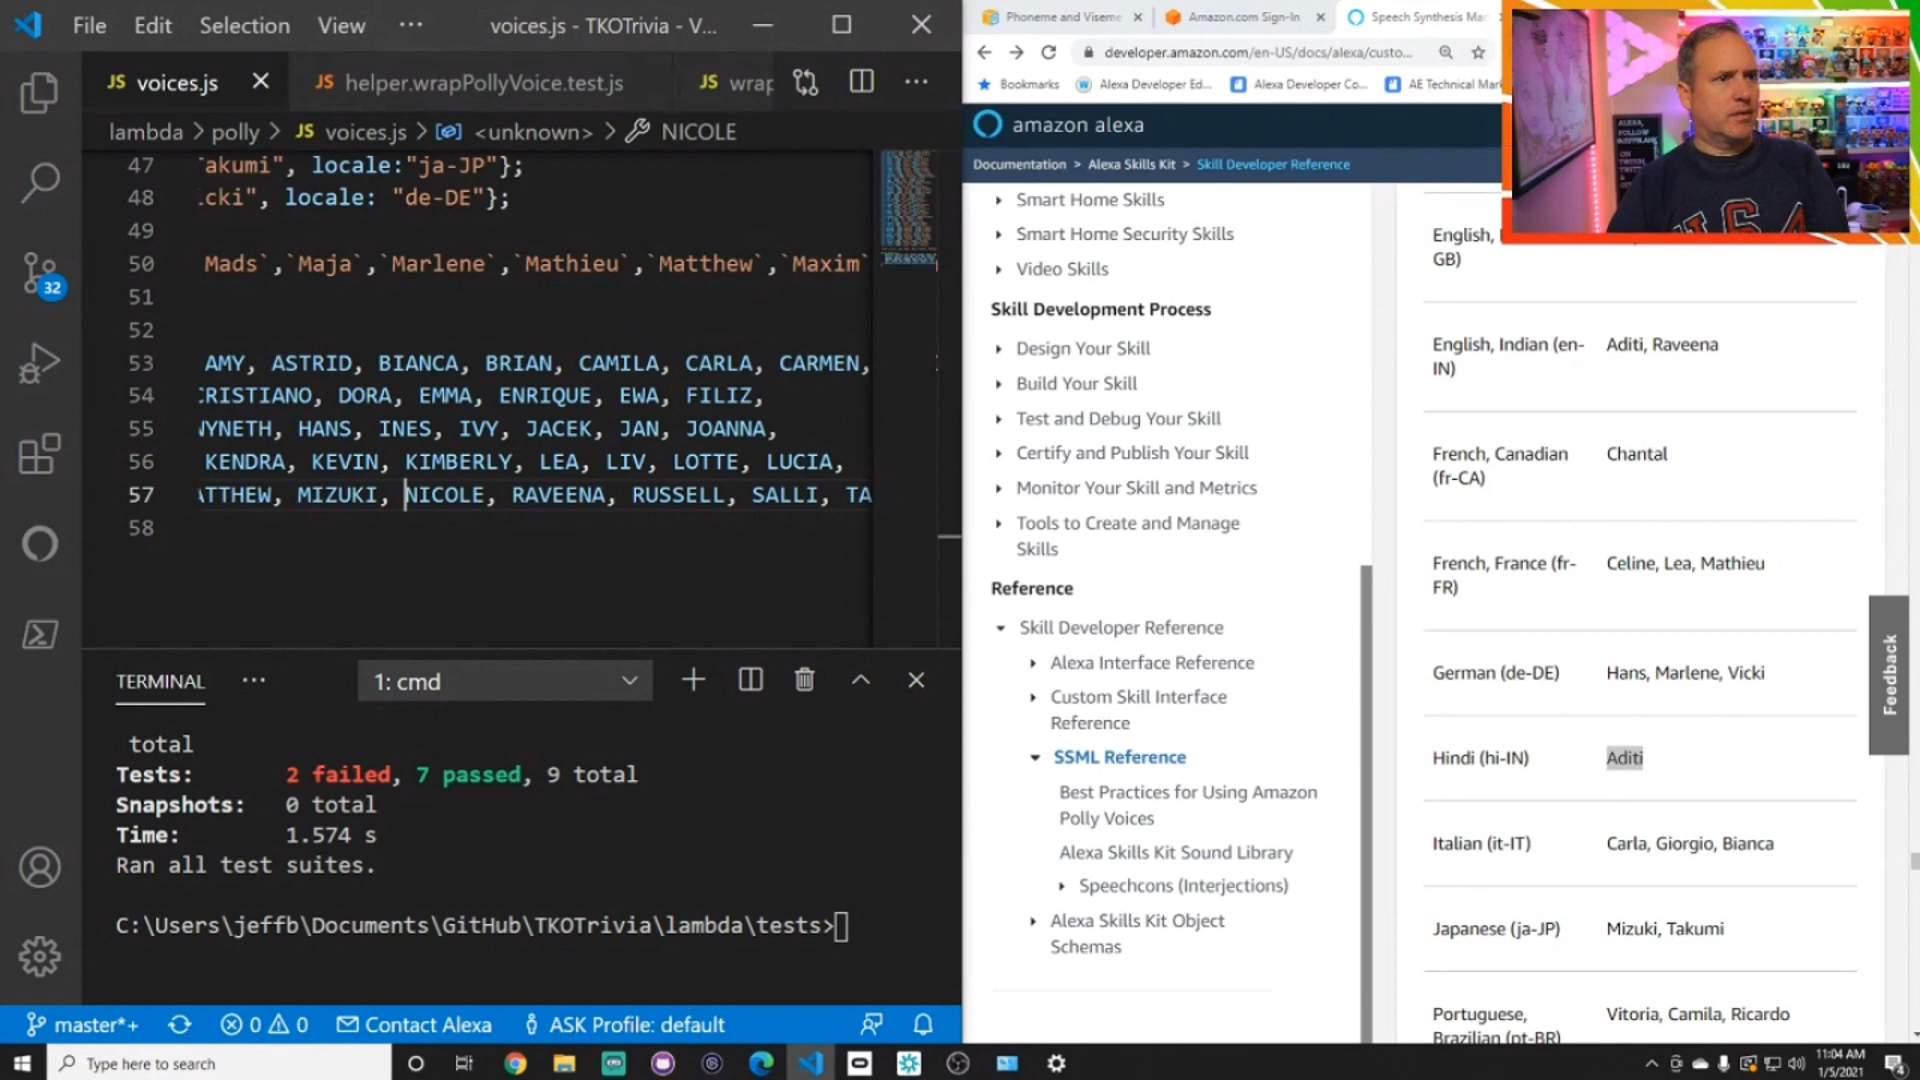 File Edit Selection View ··· voices.js - TKOTrivia - V...
JS voices.js JS helper.wrapPollyVoice.test.js JS wrap ···
lambda > polly > JS voices.js > <unknown> > NICOLE
47 akumi", locale:"ja-JP"};
48 cki", locale: "de-DE"};
49
50 Mads`,`Maja`,`Marlene`,`Mathieu`,`Matthew`,`Maxim`
51
52
53 AMY, ASTRID, BIANCA, BRIAN, CAMILA, CARLA, CARMEN,
54 RISTIANO, DORA, EMMA, ENRIQUE, EWA, FILIZ,
55 WYNETH, HANS, INES, IVY, JACEK, JAN, JOANNA,
56 KENDRA, KEVIN, KIMBERLY, LEA, LIV, LOTTE, LUCIA,
57 ATTHEW, MIZUKI, NICOLE, RAVEENA, RUSSELL, SALLI, TA
58
32
TERMINAL ··· 1: cmd
total
Tests: 2 failed, 7 passed, 9 total
Snapshots: 0 total
Time: 1.574 s
Ran all test suites.
C:\Users\jeffb\Documents\GitHub\TKOTrivia\lambda\tests>
master*+ 0 0 Contact Alexa ASK Profile: default
Type here to search
Phoneme and Viseme Amazon.com Sign-In Speech Synthesis Ma
developer.amazon.com/en-US/docs/alexa/custo...
Bookmarks Alexa Developer Ed... Alexa Developer Co... AE Technical Mar
amazon alexa
Documentation > Alexa Skills Kit > Skill Developer Reference
Smart Home Skills
Smart Home Security Skills
Video Skills
Skill Development Process
Design Your Skill
Build Your Skill
Test and Debug Your Skill
Certify and Publish Your Skill
Monitor Your Skill and Metrics
Tools to Create and Manage
Skills
Reference
Skill Developer Reference
Alexa Interface Reference
Custom Skill Interface
Reference
SSML Reference
Best Practices for Using Amazon
Polly Voices
Alexa Skills Kit Sound Library
Speechcons (Interjections)
Alexa Skills Kit Object
Schemas
English,
GB)
English, Indian (en-
IN)
Aditi, Raveena
French, Canadian
(fr-CA)
Chantal
French, France (fr-
FR)
Celine, Lea, Mathieu
German (de-DE) Hans, Marlene, Vicki
Hindi (hi-IN) Aditi
Italian (it-IT) Carla, Giorgio, Bianca
Japanese (ja-JP) Mizuki, Takumi
Portuguese,
Brazilian (pt-BR)
Vitoria, Camila, Ricardo
Feedback
ALEXA,
FOLLOW
ON
TWITCH
USA
11:04 AM
1/5/2021
4